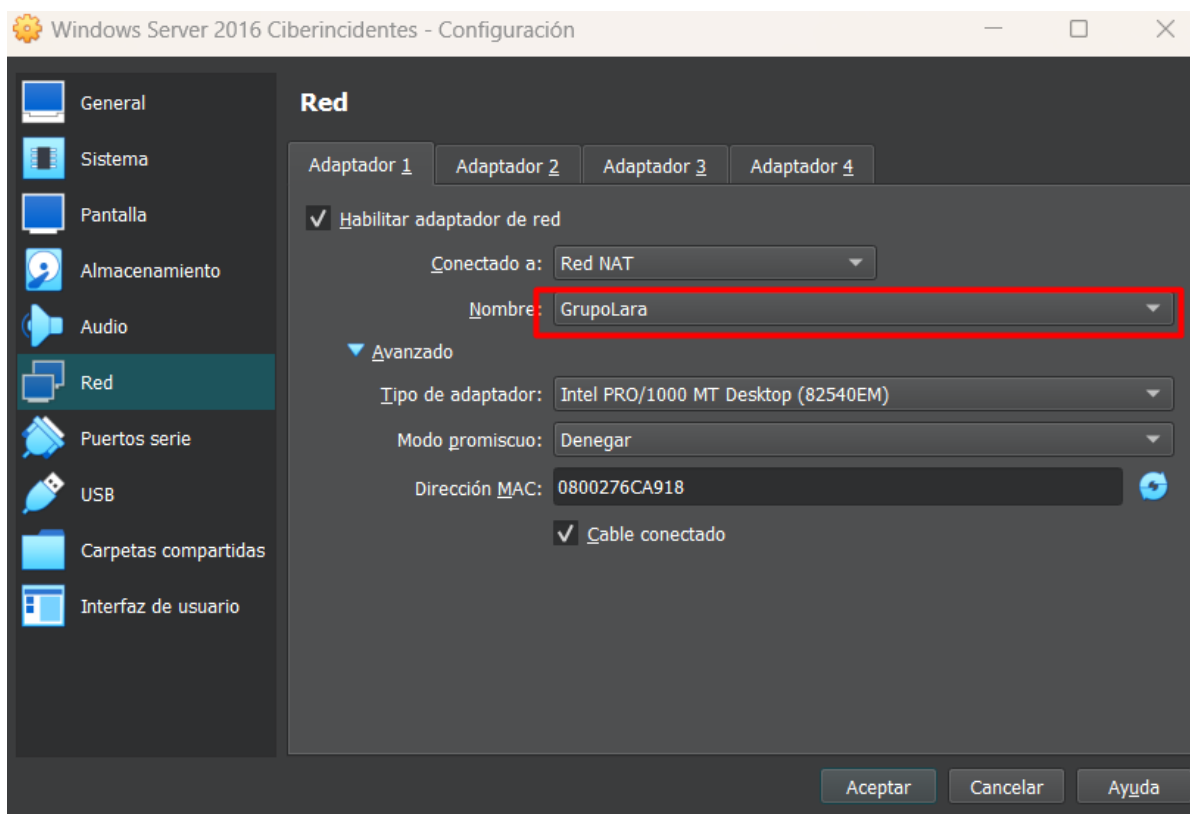 Windows Server 2016 Ciberincidentes - Configuración
General
Sistema
Pantalla
Almacenamiento
Audio
Red
Puertos serie
USB
Carpetas compartidas
Interfaz de usuario
Red
Adaptador 1 Adaptador 2 Adaptador 3 Adaptador 4
Habilitar adaptador de red
Conectado a: Red NAT
Nombre: GrupoLara
Avanzado
Tipo de adaptador: Intel PRO/1000 MT Desktop (82540EM)
Modo promiscuo: Denegar
Dirección MAC: 0800276CA918
Cable conectado
Aceptar Cancelar Ayuda